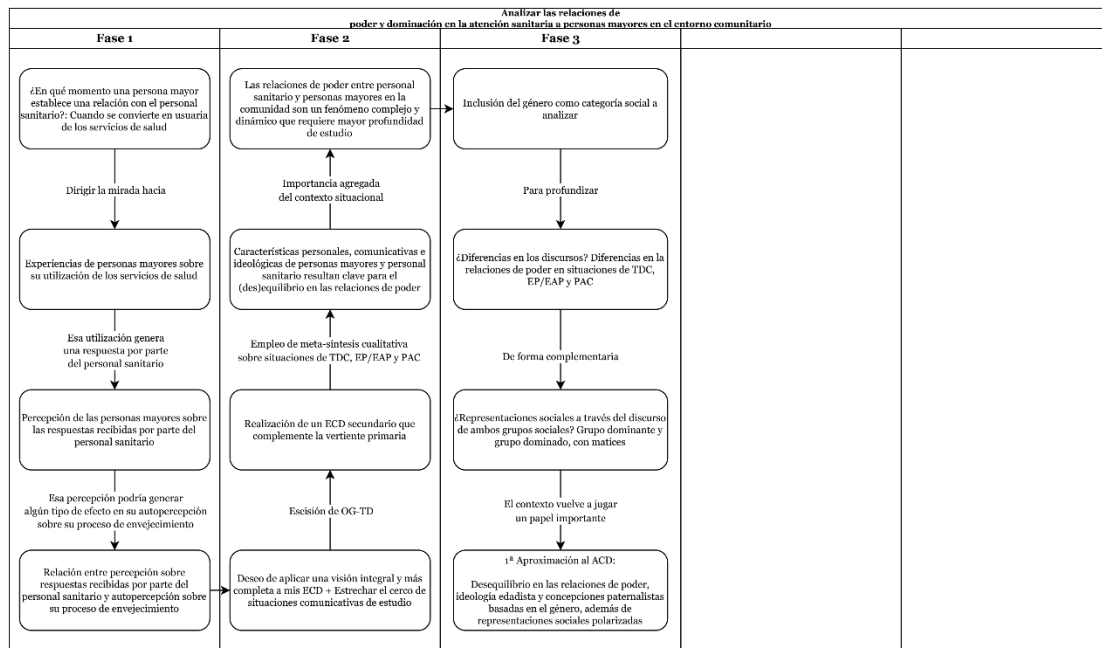 Analizar las relaciones de
poder y dominación en la atención sanitaria a personas mayores en el entorno comunitario
Fase 1
¿En qué momento una persona mayor
establece una relación con el personal
sanitario?: Cuando se convierte en usuaria
de los servicios de salud
Dirigir la mirada hacia
Experiencias de personas mayores sobre
su utilización de los servicios de salud
Esa utilización genera
una respuesta por parte
del personal sanitario
Percepción de las personas mayores sobre
las respuestas recibidas por parte del
personal sanitario
Esa percepción podría generar
algún tipo de efecto en su autopercepción
sobre su proceso de envejecimiento
Relación entre percepción sobre
respuestas recibidas por parte del
personal sanitario y autopercepción sobre
su proceso de envejecimiento
Fase 2
Las relaciones de poder entre personal
sanitario y personas mayores en la
comunidad son un fenómeno complejo y
dinámico que requiere mayor profundidad
de estudio
Importancia agregada
del contexto situacional
Características personales, comunicativas e
ideológicas de personas mayores y personal
sanitario resultan clave para el
(des)equilibrio en las relaciones de poder
Empleo de meta-síntesis cualitativa
sobre situaciones de TDC, EP/EAP y PAC
Realización de un ECD secundario que
complemente la vertiente primaria
Escisión de OG-TD
Deseo de aplicar una visión integral y más
completa a mis ECD + Estrechar el cerco de
situaciones comunicativas de estudio
Fase 3
Inclusión del género como categoría social a
analizar
Para profundizar
¿Diferencias en los discursos? Diferencias en la
relaciones de poder en situaciones de TDC,
EP/EAP y PAC
De forma complementaria
¿Representaciones sociales a través del discurso
de ambos grupos sociales? Grupo dominante y
grupo dominado, con matices
El contexto vuelve a jugar
un papel importante
1ª Aproximación al ACD:
Desequilibrio en las relaciones de poder,
ideología edadista y concepciones paternalistas
basadas en el género, además de
representaciones sociales polarizadas